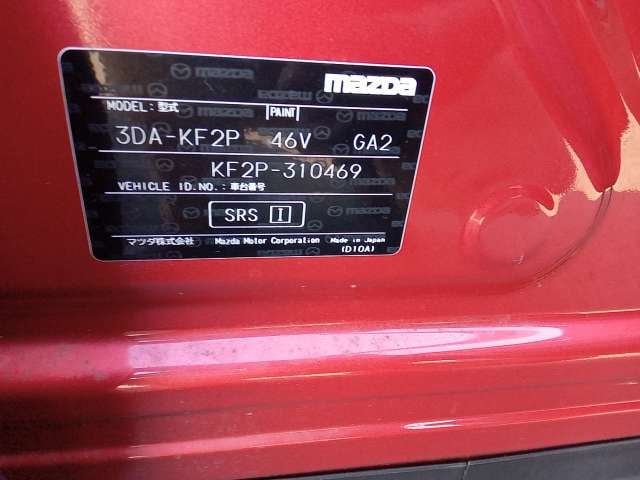 mazda
MODEL: 型式 PAINT
3DA-KF2P 46V GA2
KF2P-310469
VEHICLE ID.NO.: 車台番号
SRS I
マツダ株式会社 Mazda Motor Corporation Made in Japan
(D10A)